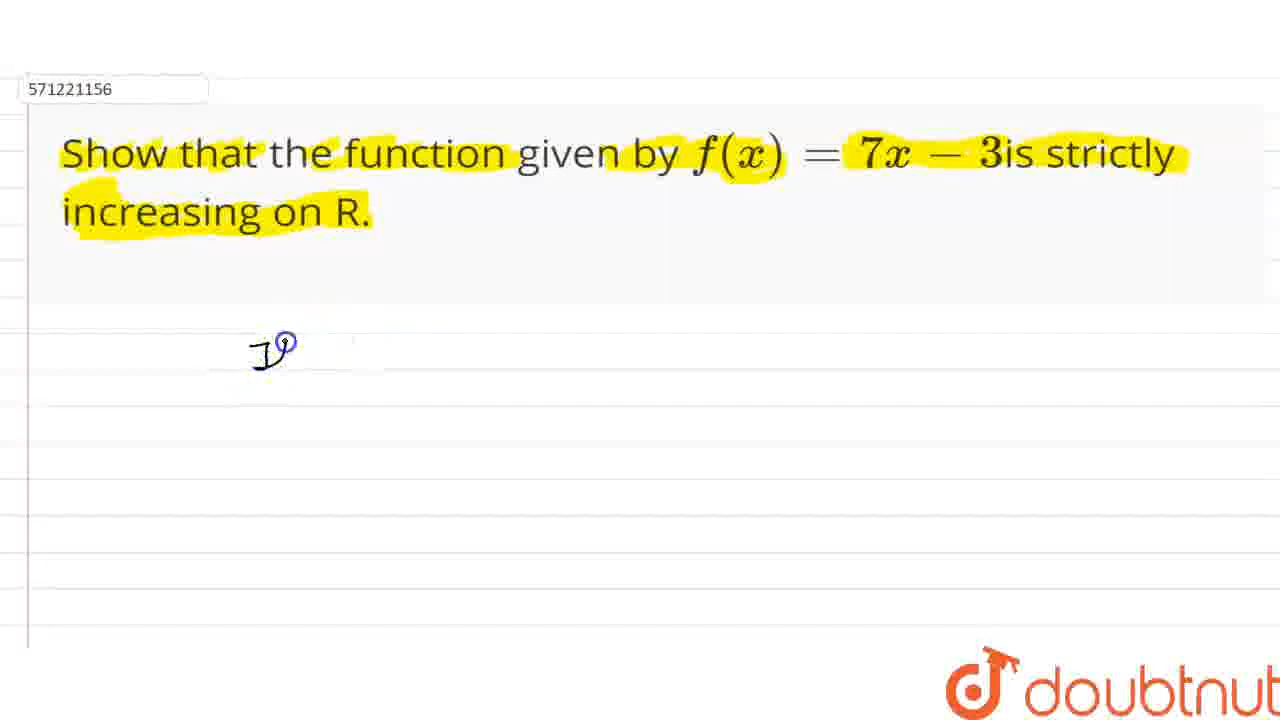 571221156
Show that the function given by f(x) = 7x − 3is strictly
increasing on R.
doubtnut